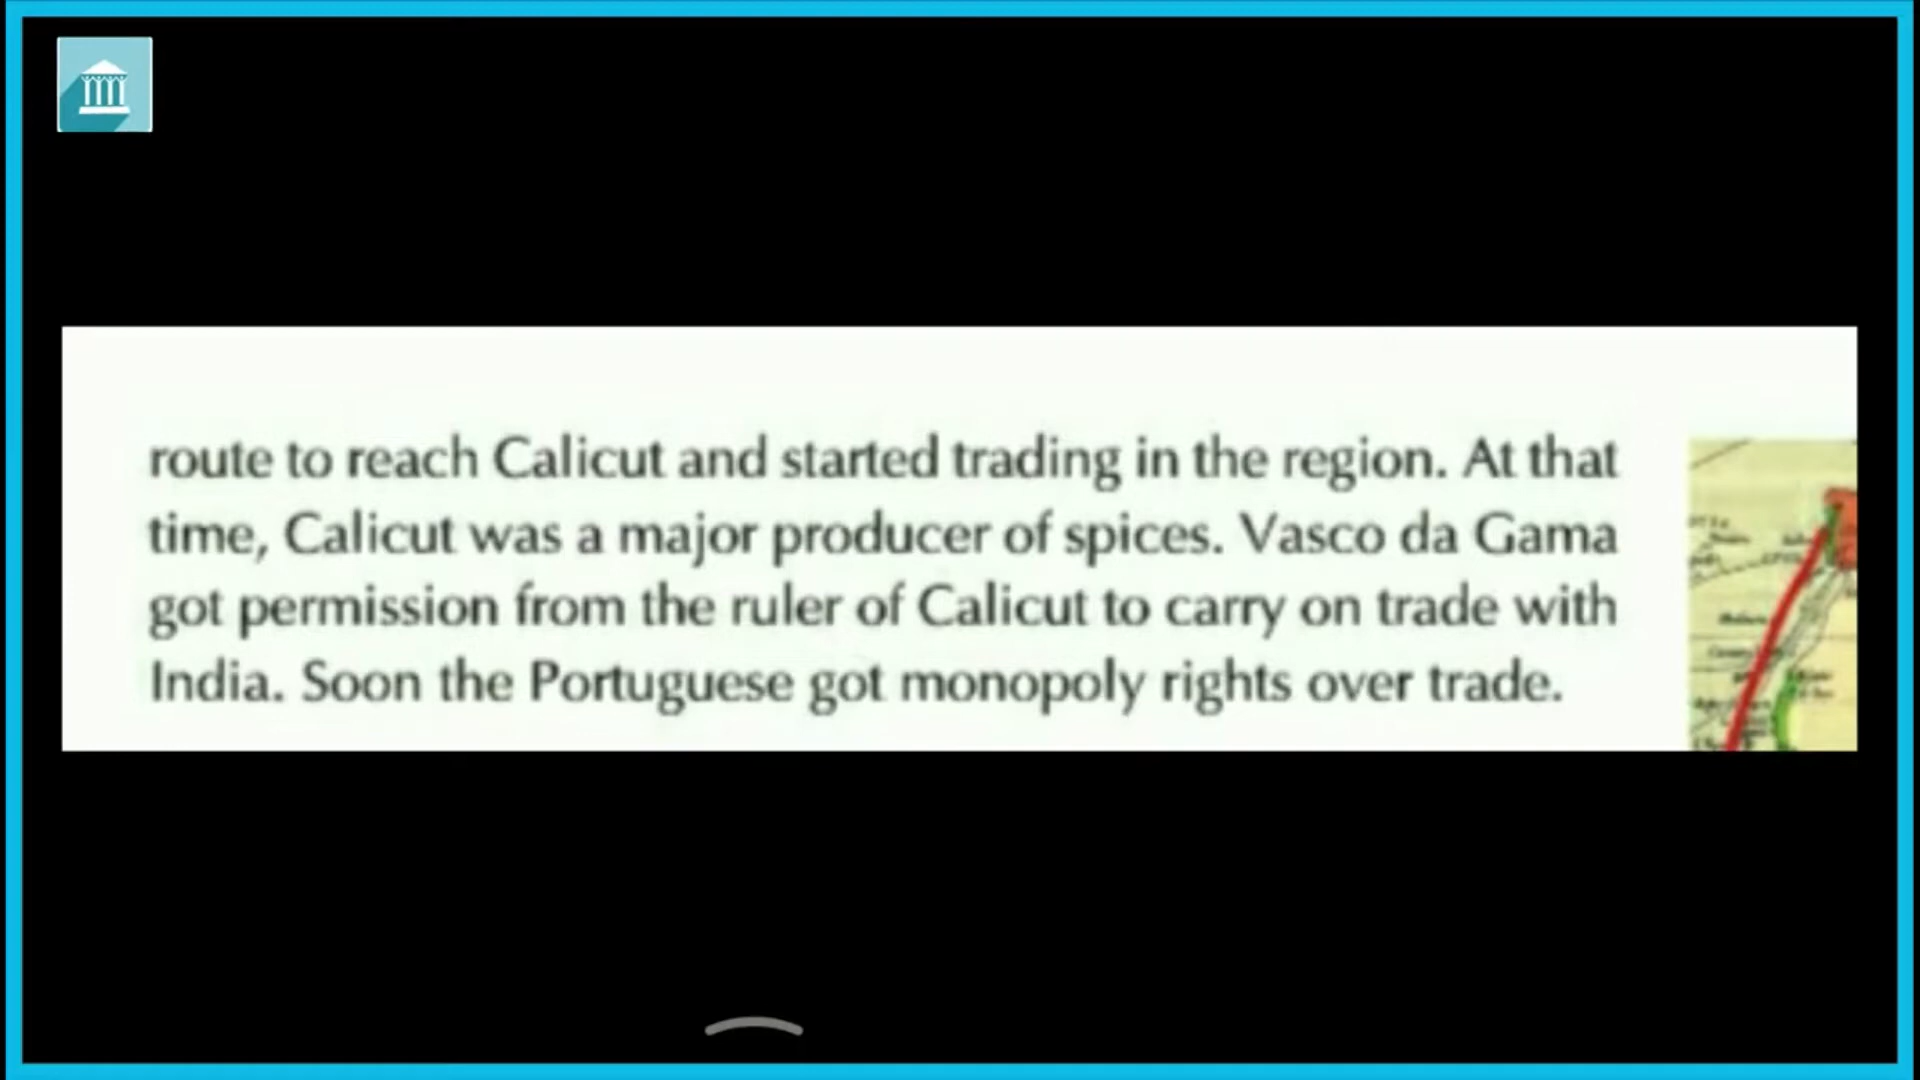 route to reach Calicut and started trading in the region. At that
time, Calicut was a major producer of spices. Vasco da Gama
got permission from the ruler of Calicut to carry on trade with
India. Soon the Portuguese got monopoly rights over trade.